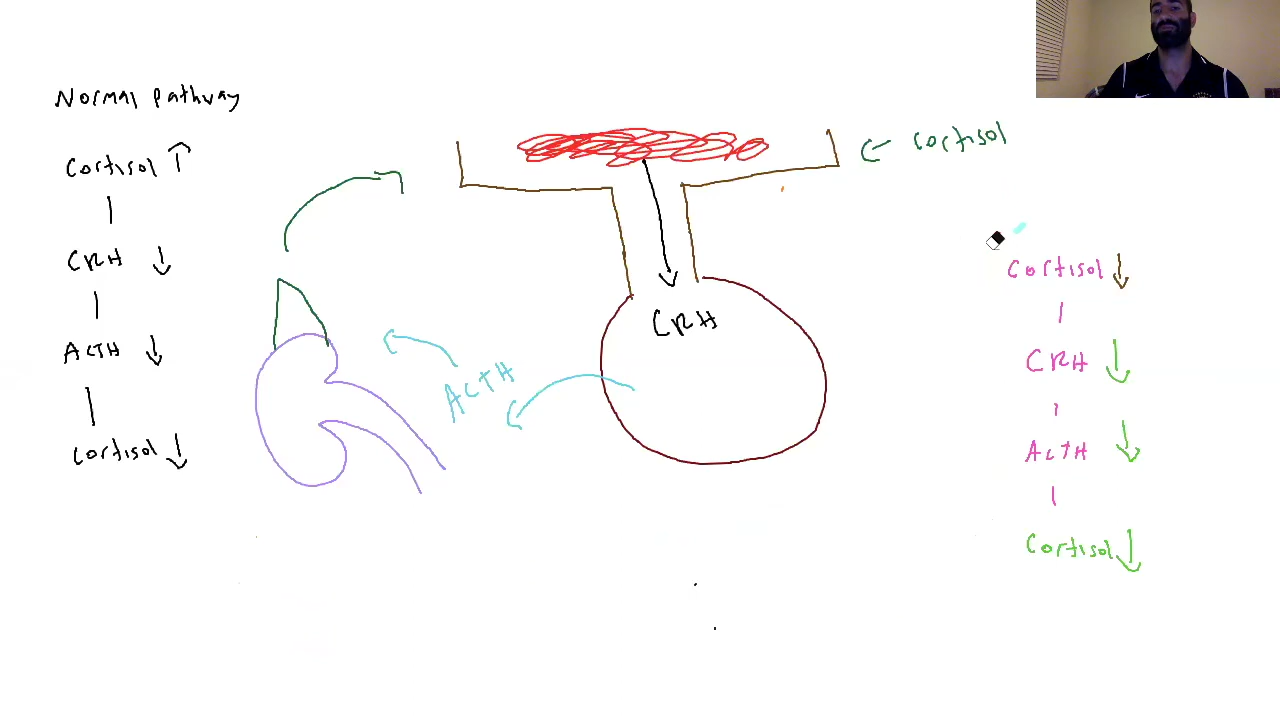 Normal Pathway
Cortisol ↑
CRH ↓
ACTH ↓
Cortisol ↓
Cortisol
CRH
ACTH
Cortisol ↓
CRH ↓
ACTH ↓
Cortisol ↓